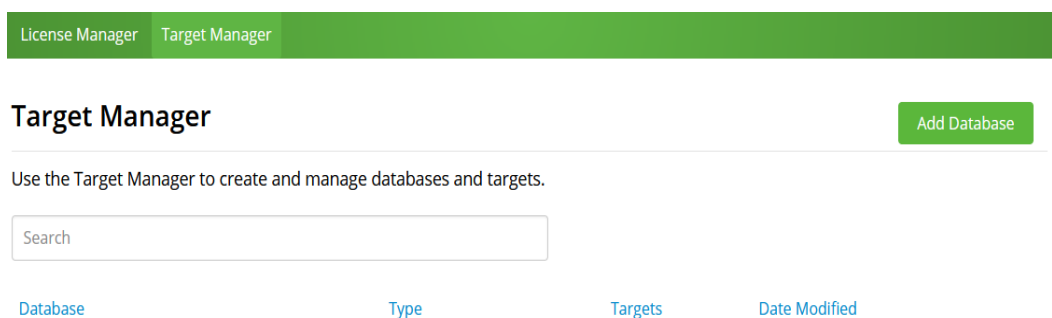 License Manager Target Manager
Target Manager
Add Database
Use the Target Manager to create and manage databases and targets.
Search
Database Type Targets Date Modified